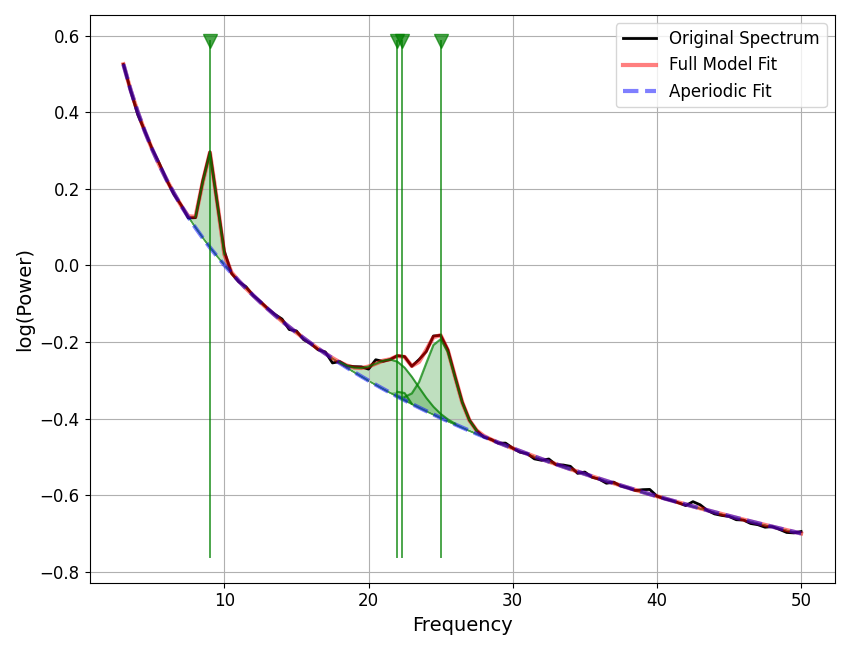 Original Spectrum
Full Model Fit
Aperiodic Fit
0.6
0.4
0.2
0.0
−0.2
−0.4
−0.6
−0.8
log(Power)
10 20 30 40 50
Frequency